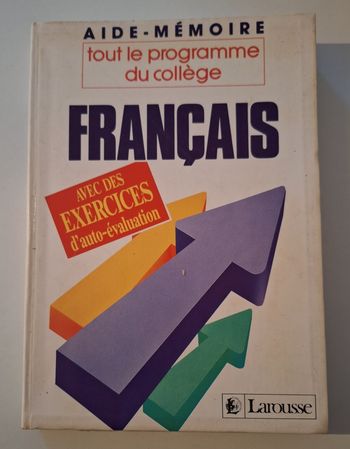 AIDE-MÉMOIRE
tout le programme
du collège
FRANÇAIS
AVEC DES
EXERCICES
d'auto-évaluation
Larousse